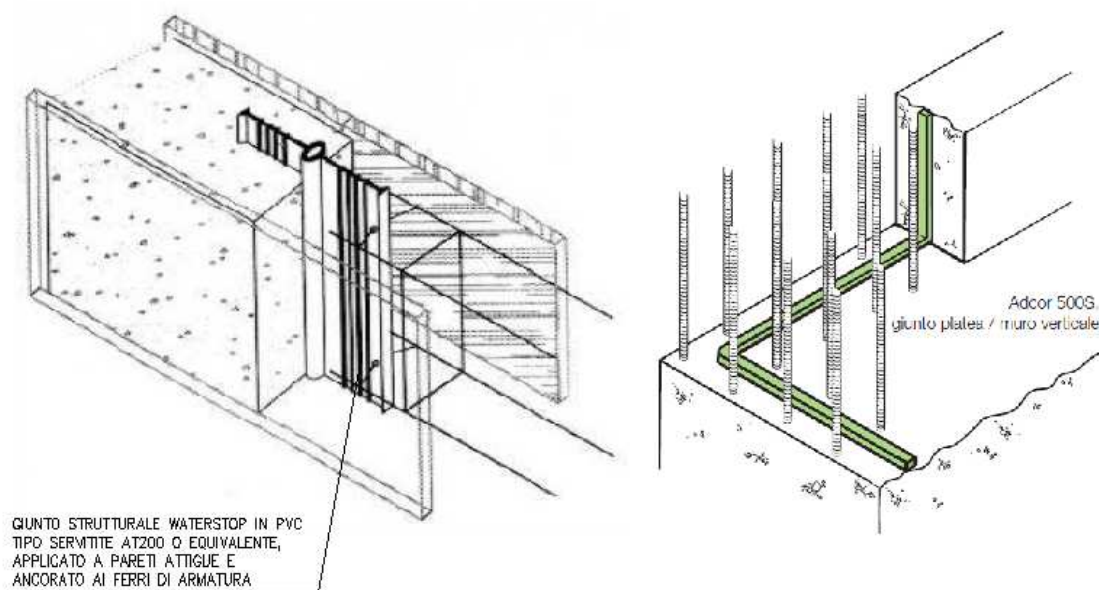 GIUNTO STRUTTURALE WATERSTOP IN PVC
TIPO SERVITITE AT200 O EQUIVALENTE,
APPLICATO A PARETI ATTIGUE E
ANCORATO AI FERRI DI ARMATURA
Adcor 500S.
giunto platea / muro verticale